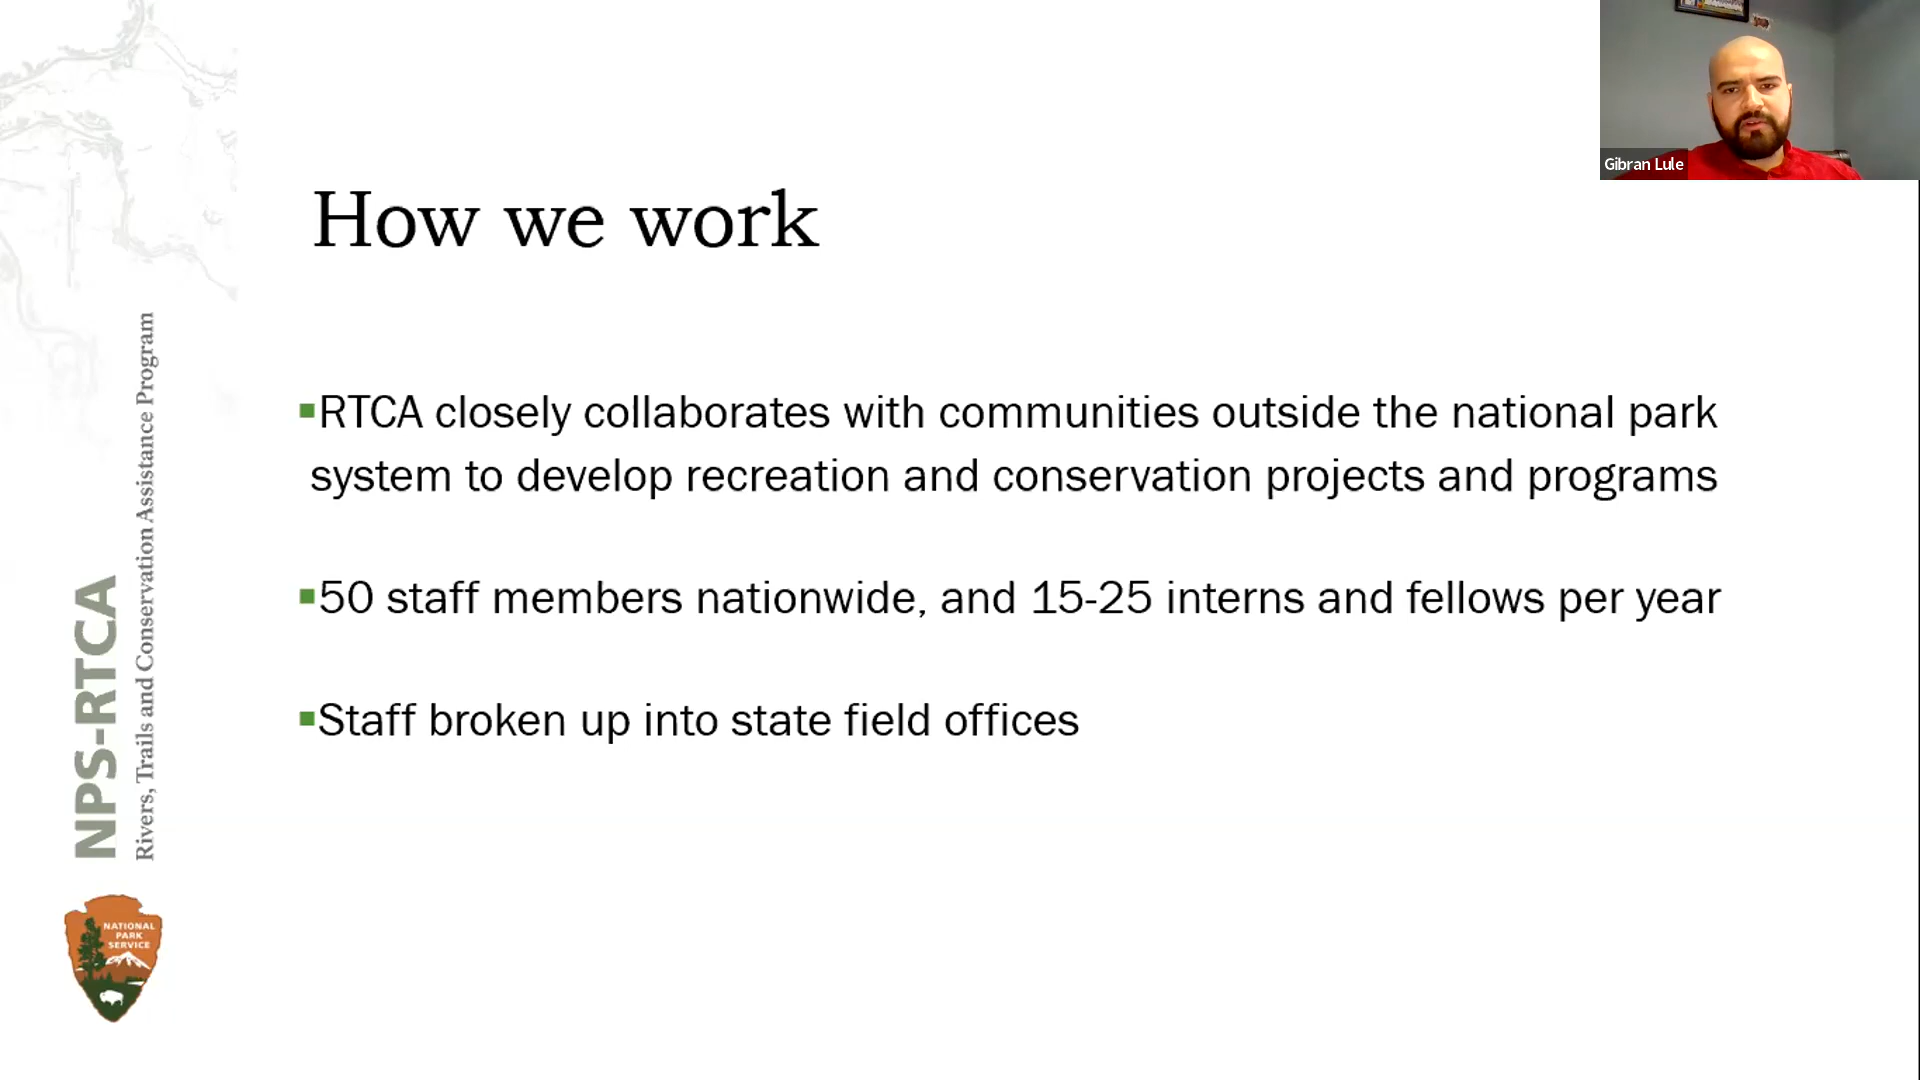 Gibran Lule
How we work
▪RTCA closely collaborates with communities outside the national park
system to develop recreation and conservation projects and programs
▪50 staff members nationwide, and 15-25 interns and fellows per year
▪Staff broken up into state field offices
NPS-RTCA
Rivers, Trails and Conservation Assistance Program
NATIONAL
PARK
SERVICE